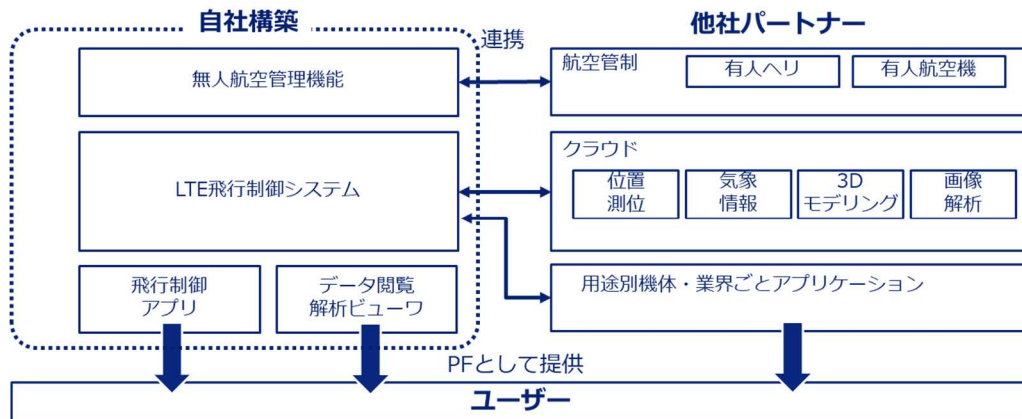 自社構築
連携
他社パートナー
無人航空管理機能
航空管制
有人ヘリ
有人航空機
LTE飛行制御システム
クラウド
位置
測位
気象
情報
3D
モデリング
画像
解析
飛行制御
アプリ
データ閲覧
解析ビューワ
用途別機体・業界ごとアプリケーション
PFとして提供
ユーザー